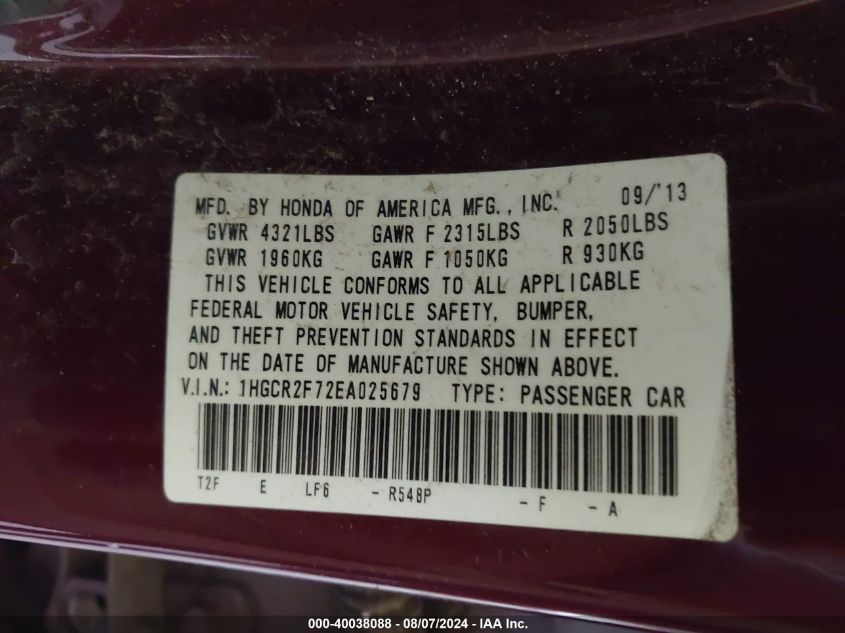 MFD. BY HONDA OF AMERICA MFG., INC. 09/'13
GVWR 4321LBS GAWR F 2315LBS R 2050LBS
GVWR 1960KG GAWR F 1050KG R 930KG
THIS VEHICLE CONFORMS TO ALL APPLICABLE
FEDERAL MOTOR VEHICLE SAFETY, BUMPER,
AND THEFT PREVENTION STANDARDS IN EFFECT
ON THE DATE OF MANUFACTURE SHOWN ABOVE.
V.I.N.: 1HGCR2F72EA025679 TYPE: PASSENGER CAR
T2F E LF6 - R548P - F - A
000-40038088 - 08/07/2024 - IAA Inc.